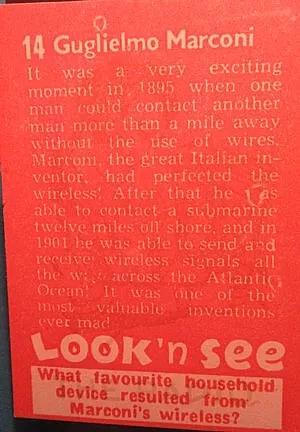 14 Guglielmo Marconi
It was a very exciting
moment in 1895 when one
man could contact another
man more than a mile away
without the use of wires.
Marconi, the great Italian in-
ventor, had perfected the
wireless! After that he was
able to contact a submarine
twelve miles off shore, and in
1901 he was able to send and
receive wireless signals all
the way across the Atlantic
Ocean! It was one of the
most valuable inventions
ever mad
LOOK 'n SEE
What favourite household
device resulted from
Marconi's wireless?